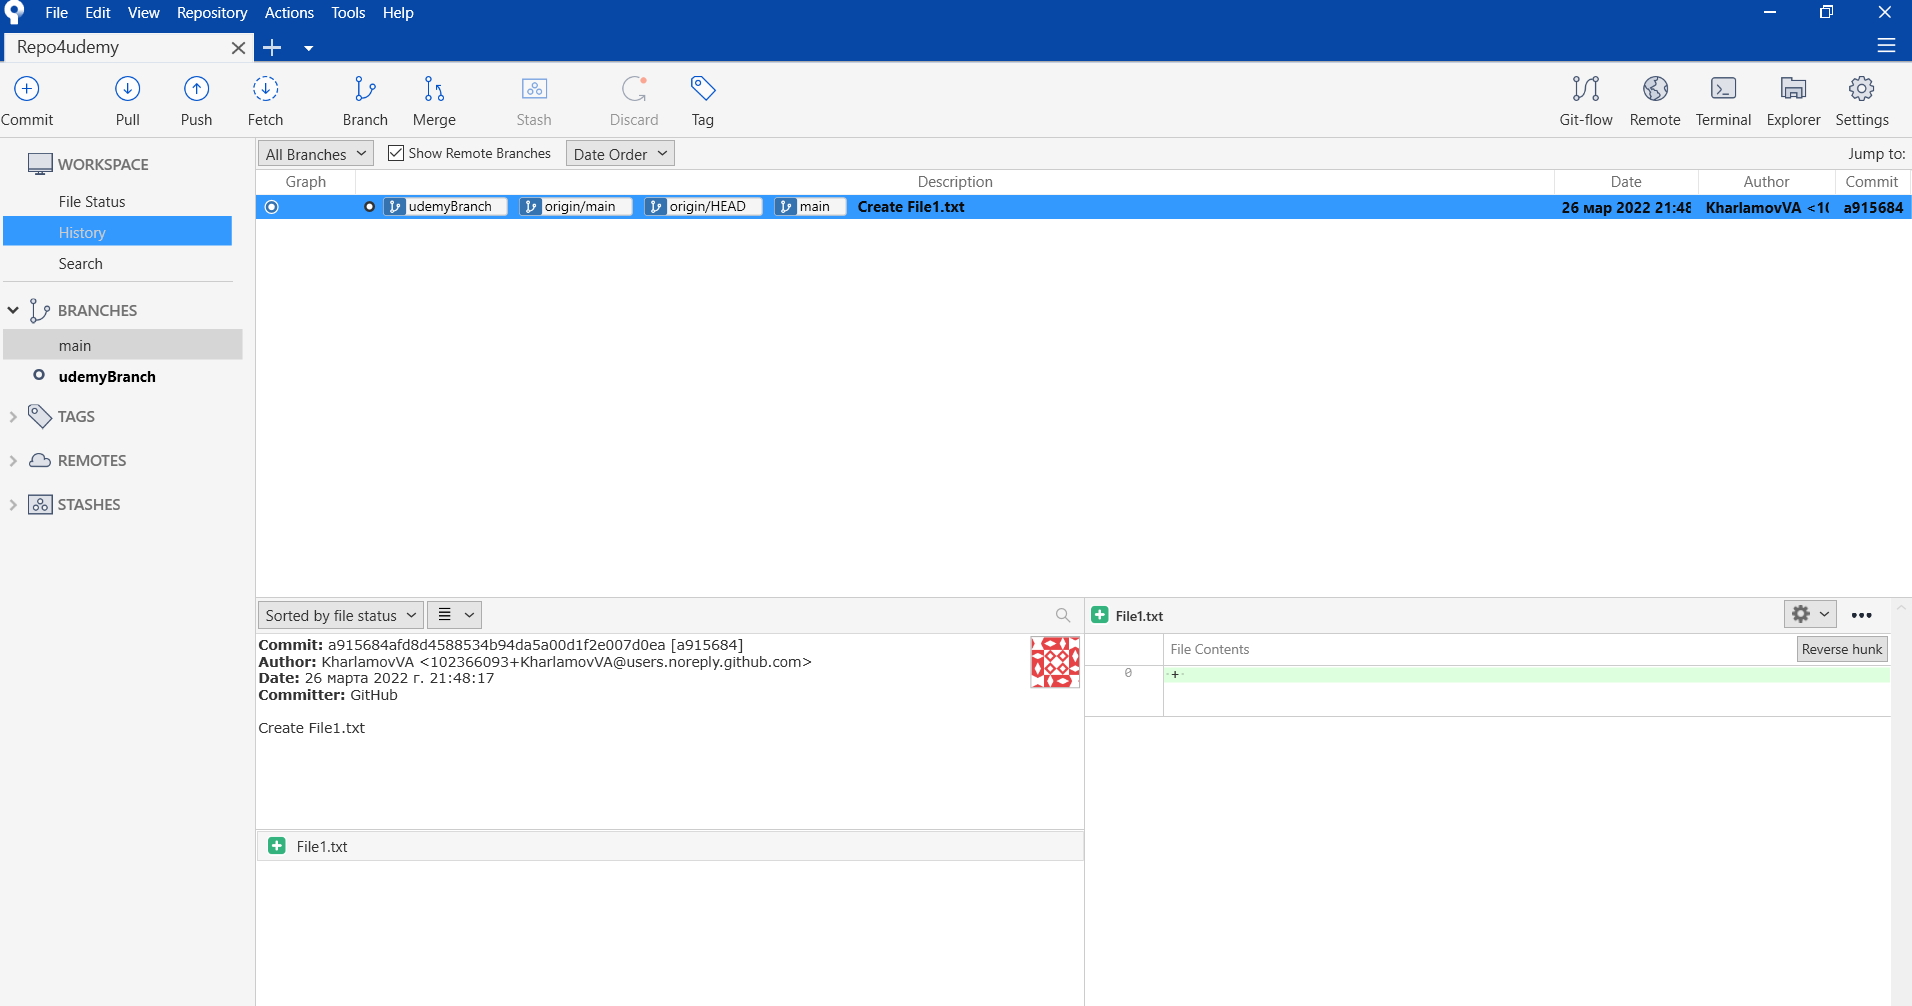 File Edit View Repository Actions Tools Help
Repo4udemy
Commit Pull Push Fetch Branch Merge Stash Discard Tag Git-flow Remote Terminal Explorer Settings
WORKSPACE
File Status
History
Search
BRANCHES
main
udemyBranch
TAGS
REMOTES
STASHES
All Branches Show Remote Branches Date Order Jump to:
Graph Description Date Author Commit
udemyBranch origin/main origin/HEAD main Create File1.txt 26 мар 2022 21:48 KharlamovVA <10 a915684
Sorted by file status
Commit: a915684afd8d4588534b94da5a00d1f2e007d0ea [a915684]
Author: KharlamovVA <102366093+KharlamovVA@users.noreply.github.com>
Date: 26 марта 2022 г. 21:48:17
Committer: GitHub
Create File1.txt
File1.txt
File1.txt
File Contents Reverse hunk
0 +